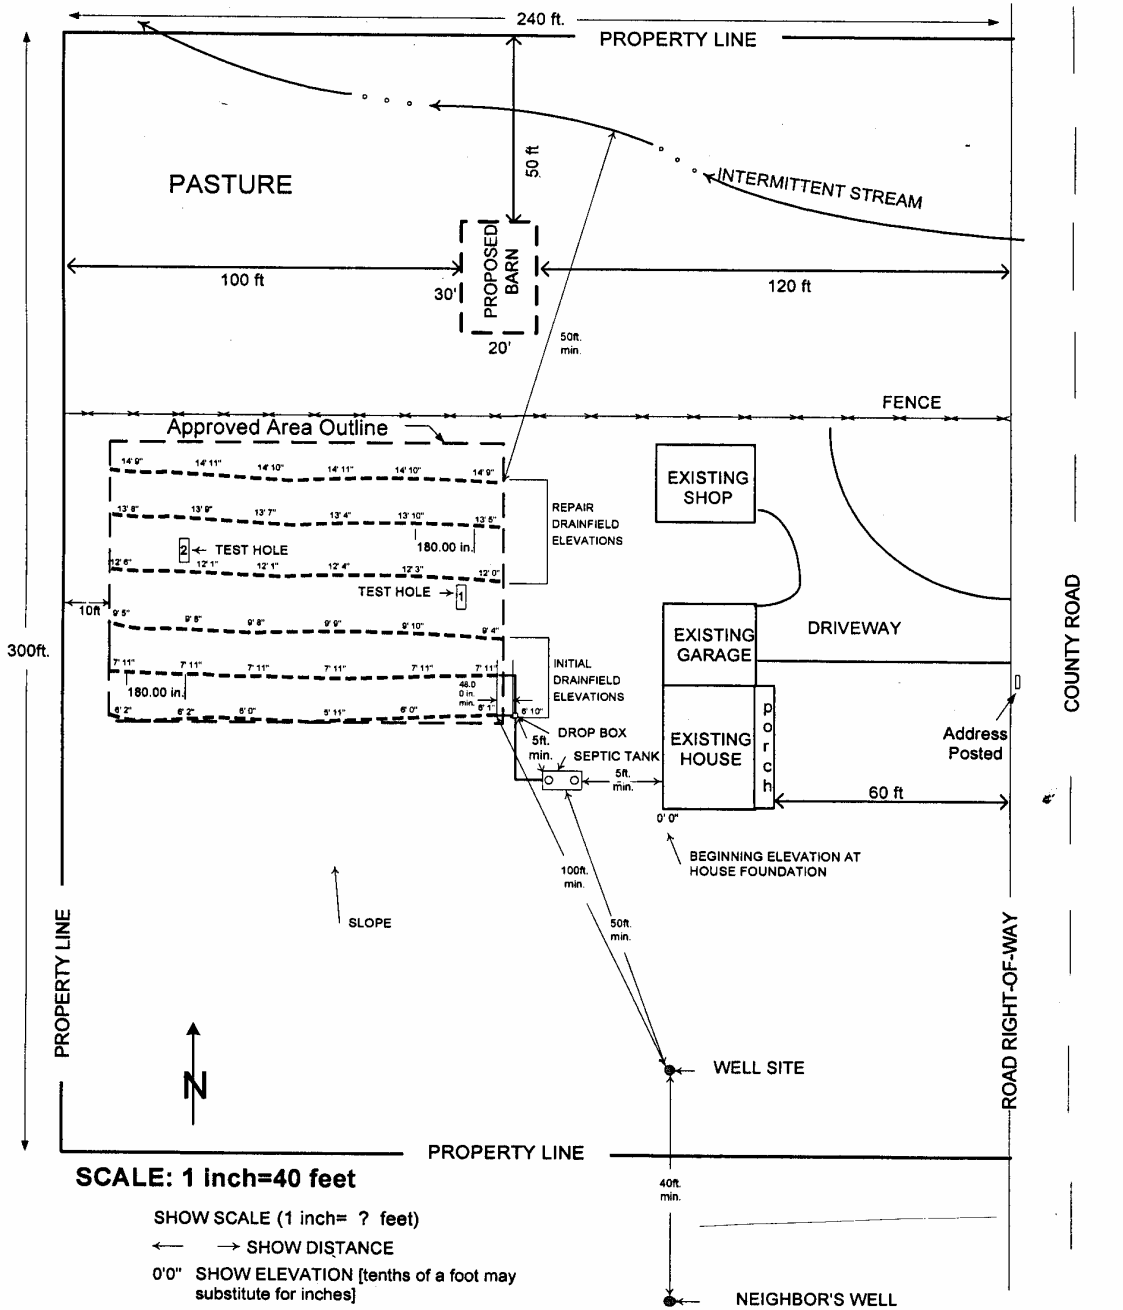 240 ft.
PROPERTY LINE
50 ft
PASTURE
INTERMITTENT STREAM
PROPOSED
BARN
100 ft
120 ft
30'
20'
50ft.
min.
FENCE
Approved Area Outline
14' 9" 14' 11" 14' 10" 14' 11" 14' 10" 14' 9"
EXISTING
SHOP
13' 8" 13' 9" 13' 7" 13' 4" 13' 10" 13' 5"
REPAIR
DRAINFIELD
ELEVATIONS
180.00 in.
2 TEST HOLE
12' 6" 12' 1" 12' 1" 12' 4" 12' 3" 12' 0"
TEST HOLE 1
10ft
9' 5" 9' 8" 9' 8" 9' 9" 9' 10" 9' 4"
300ft.
EXISTING
GARAGE
DRIVEWAY
COUNTY ROAD
7' 11" 7' 11" 7' 11" 7' 11" 7' 11" 7' 11"
INITIAL
DRAINFIELD
ELEVATIONS
180.00 in.
48.0
0 in.
min.
6' 2" 6' 2" 6' 0" 5' 11" 6' 0" 6' 1" 6' 10"
DROP BOX
5ft.
min.
SEPTIC TANK
5ft.
min.
EXISTING
HOUSE
porch
Address
Posted
60 ft
0' 0"
BEGINNING ELEVATION AT
HOUSE FOUNDATION
100ft.
min.
50ft.
min.
SLOPE
PROPERTY LINE
ROAD RIGHT-OF-WAY
N
WELL SITE
PROPERTY LINE
SCALE: 1 inch=40 feet
40ft.
min.
SHOW SCALE (1 inch= ? feet)
SHOW DISTANCE
0'0" SHOW ELEVATION [tenths of a foot may
substitute for inches]
NEIGHBOR'S WELL